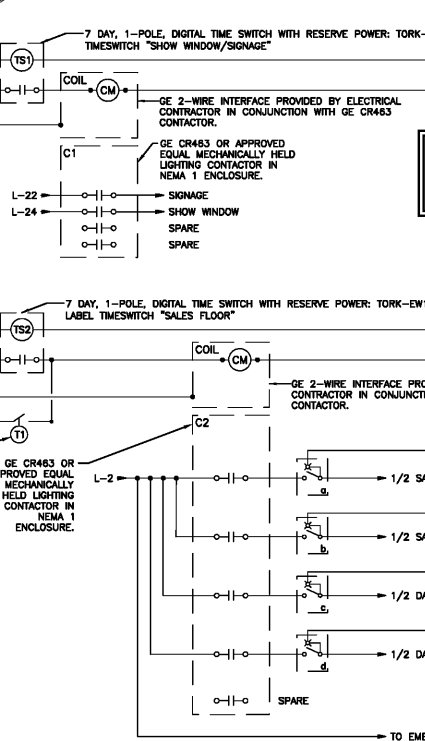 7 DAY, 1-POLE, DIGITAL TIME SWITCH WITH RESERVE POWER: TORK-
TIMESWITCH "SHOW WINDOW/SIGNAGE"
TS1
COIL
CM
GE 2-WIRE INTERFACE PROVIDED BY ELECTRICAL
CONTRACTOR IN CONJUNCTION WITH GE CR463
CONTACTOR.
C1
GE CR463 OR APPROVED
EQUAL MECHANICALLY HELD
LIGHTING CONTACTOR IN
NEMA 1 ENCLOSURE.
L-22
SIGNAGE
L-24
SHOW WINDOW
SPARE
SPARE
7 DAY, 1-POLE, DIGITAL TIME SWITCH WITH RESERVE POWER: TORK-EW1
LABEL TIMESWITCH "SALES FLOOR"
TS2
COIL
CM
GE 2-WIRE INTERFACE PRO
CONTRACTOR IN CONJUNCTI
CONTACTOR.
C2
T1
GE CR463 OR
PROVED EQUAL
MECHANICALLY
HELD LIGHTING
CONTACTOR IN
NEMA 1
ENCLOSURE.
L-2
a
1/2 SA
b
1/2 SA
c
1/2 DA
d
1/2 DA
SPARE
TO EME